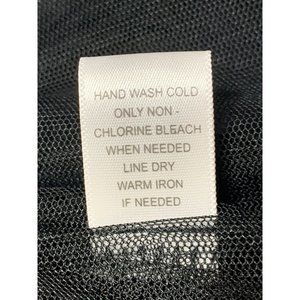 HAND WASH COLD
ONLY NON -
CHLORINE BLEACH
WHEN NEEDED
LINE DRY
WARM IRON
IF NEEDED